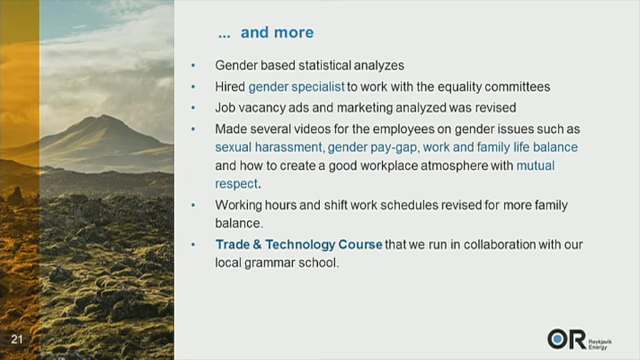 ... and more
• Gender based statistical analyzes
• Hired gender specialist to work with the equality committees
• Job vacancy ads and marketing analyzed was revised
• Made several videos for the employees on gender issues such as
sexual harassment, gender pay-gap, work and family life balance
and how to create a good workplace atmosphere with mutual
respect.
• Working hours and shift work schedules revised for more family
balance.
• Trade & Technology Course that we run in collaboration with our
local grammar school.
21
OR Reykjavik
Energy